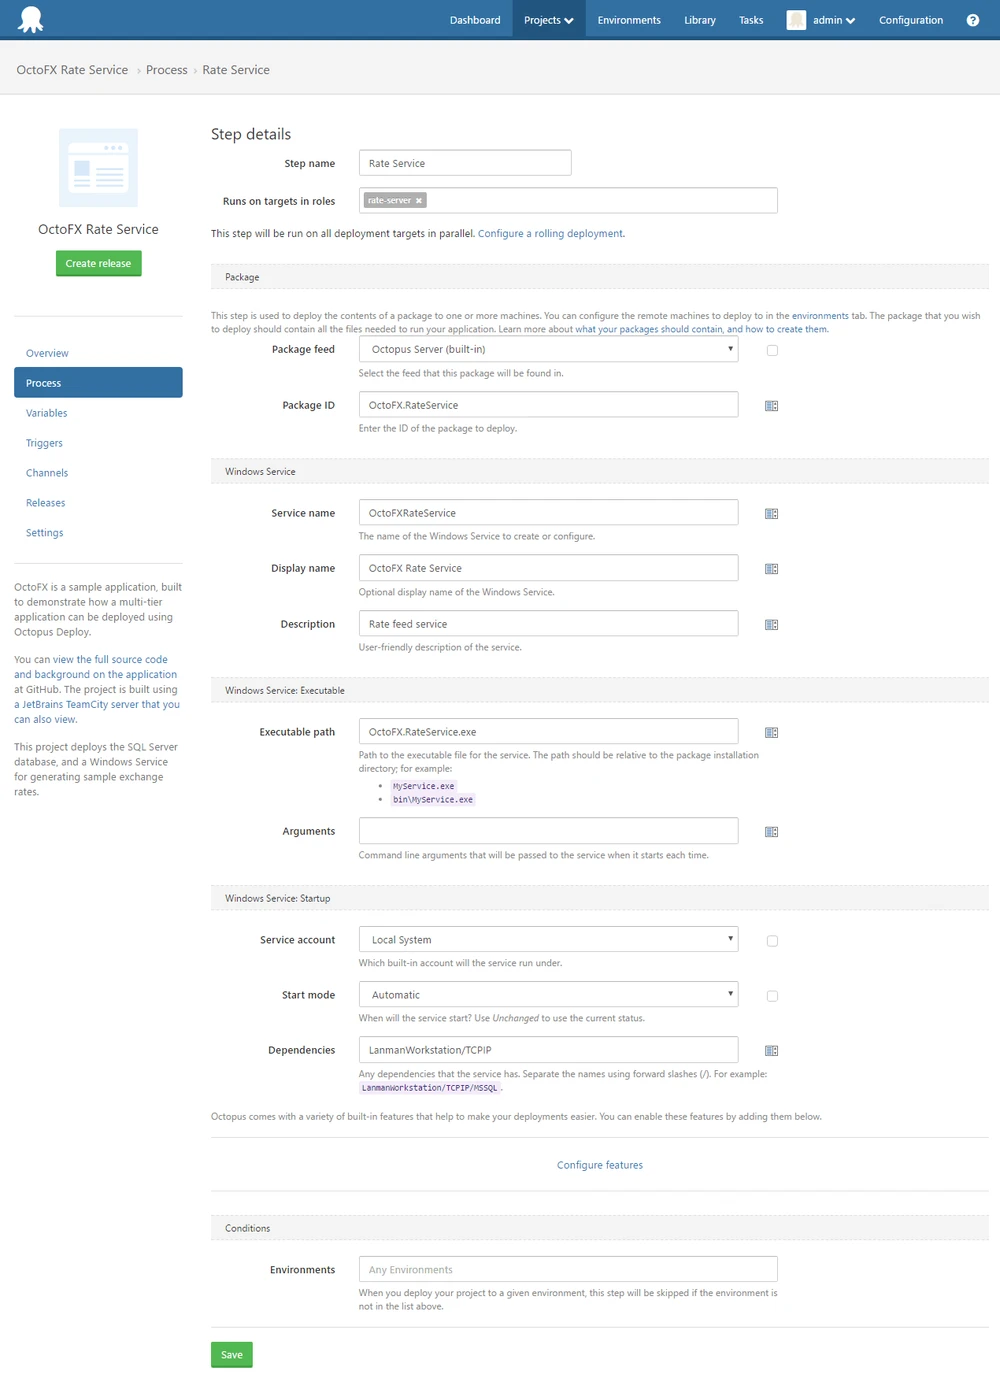 Dashboard Projects Environments Library Tasks admin Configuration ?
OctoFX Rate Service › Process › Rate Service
OctoFX Rate Service
Create release
Overview
Process
Variables
Triggers
Channels
Releases
Settings
OctoFX is a sample application, built
to demonstrate how a multi-tier
application can be deployed using
Octopus Deploy.
You can view the full source code
and background on the application
at GitHub. The project is built using
a JetBrains TeamCity server that you
can also view.
This project deploys the SQL Server
database, and a Windows Service
for generating sample exchange
rates.
Step details
Step name Rate Service
Runs on targets in roles rate-server ×
This step will be run on all deployment targets in parallel. Configure a rolling deployment.
Package
This step is used to deploy the contents of a package to one or more machines. You can configure the remote machines to deploy to in the environments tab. The package that you wish
to deploy should contain all the files needed to run your application. Learn more about what your packages should contain, and how to create them.
Package feed Octopus Server (built-in)
Select the feed that this package will be found in.
Package ID OctoFX.RateService
Enter the ID of the package to deploy.
Windows Service
Service name OctoFXRateService
The name of the Windows Service to create or configure.
Display name OctoFX Rate Service
Optional display name of the Windows Service.
Description Rate feed service
User-friendly description of the service.
Windows Service: Executable
Executable path OctoFX.RateService.exe
Path to the executable file for the service. The path should be relative to the package installation
directory; for example:
• MyService.exe
• bin\MyService.exe
Arguments
Command line arguments that will be passed to the service when it starts each time.
Windows Service: Startup
Service account Local System
Which built-in account will the service run under.
Start mode Automatic
When will the service start? Use Unchanged to use the current status.
Dependencies LanmanWorkstation/TCPIP
Any dependencies that the service has. Separate the names using forward slashes (/). For example:
LanmanWorkstation/TCPIP/MSSQL.
Octopus comes with a variety of built-in features that help to make your deployments easier. You can enable these features by adding them below.
Configure features
Conditions
Environments Any Environments
When you deploy your project to a given environment, this step will be skipped if the environment is
not in the list above.
Save